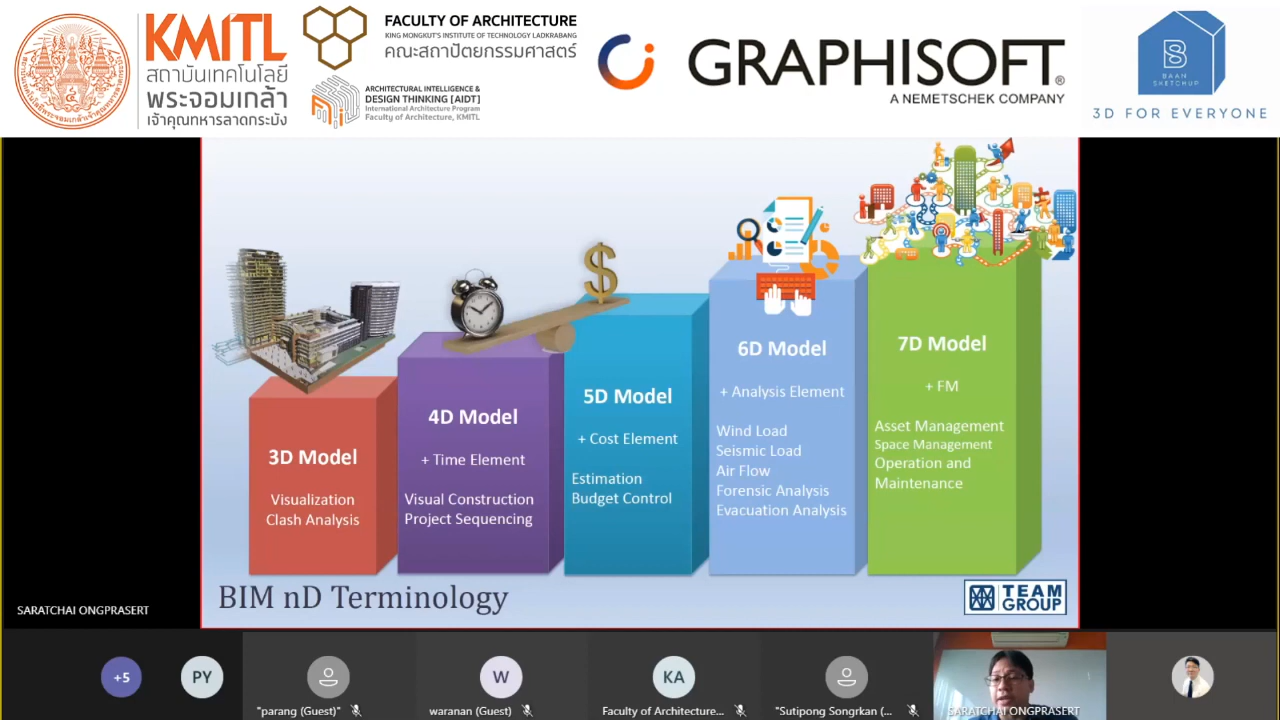 KMITL
สถาบันเทคโนโลยี
พระจอมเกล้า
เจ้าคุณทหารลาดกระบัง
FACULTY OF ARCHITECTURE
KING MONGKUT'S INSTITUTE OF TECHNOLOGY LADKRABANG
คณะสถาปัตยกรรมศาสตร์
ARCHITECTURAL INTELLIGENCE &
DESIGN THINKING [AIDT]
International Architecture Program
Faculty of Architecture, KMITL
GRAPHISOFT®
A NEMETSCHEK COMPANY
B
S
BAAN
SKETCHUP
3D FOR EVERYONE
3D Model
Visualization
Clash Analysis
4D Model
+ Time Element
Visual Construction
Project Sequencing
5D Model
+ Cost Element
Estimation
Budget Control
6D Model
+ Analysis Element
Wind Load
Seismic Load
Air Flow
Forensic Analysis
Evacuation Analysis
7D Model
+ FM
Asset Management
Space Management
Operation and
Maintenance
BIM nD Terminology
TEAM
GROUP
SARATCHAI ONGPRASERT
+5
PY
"parang (Guest)"
W
waranan (Guest)
KA
Faculty of Architecture...
"Sutipong Songrkan (...
SARATCHAI ONGPRASERT